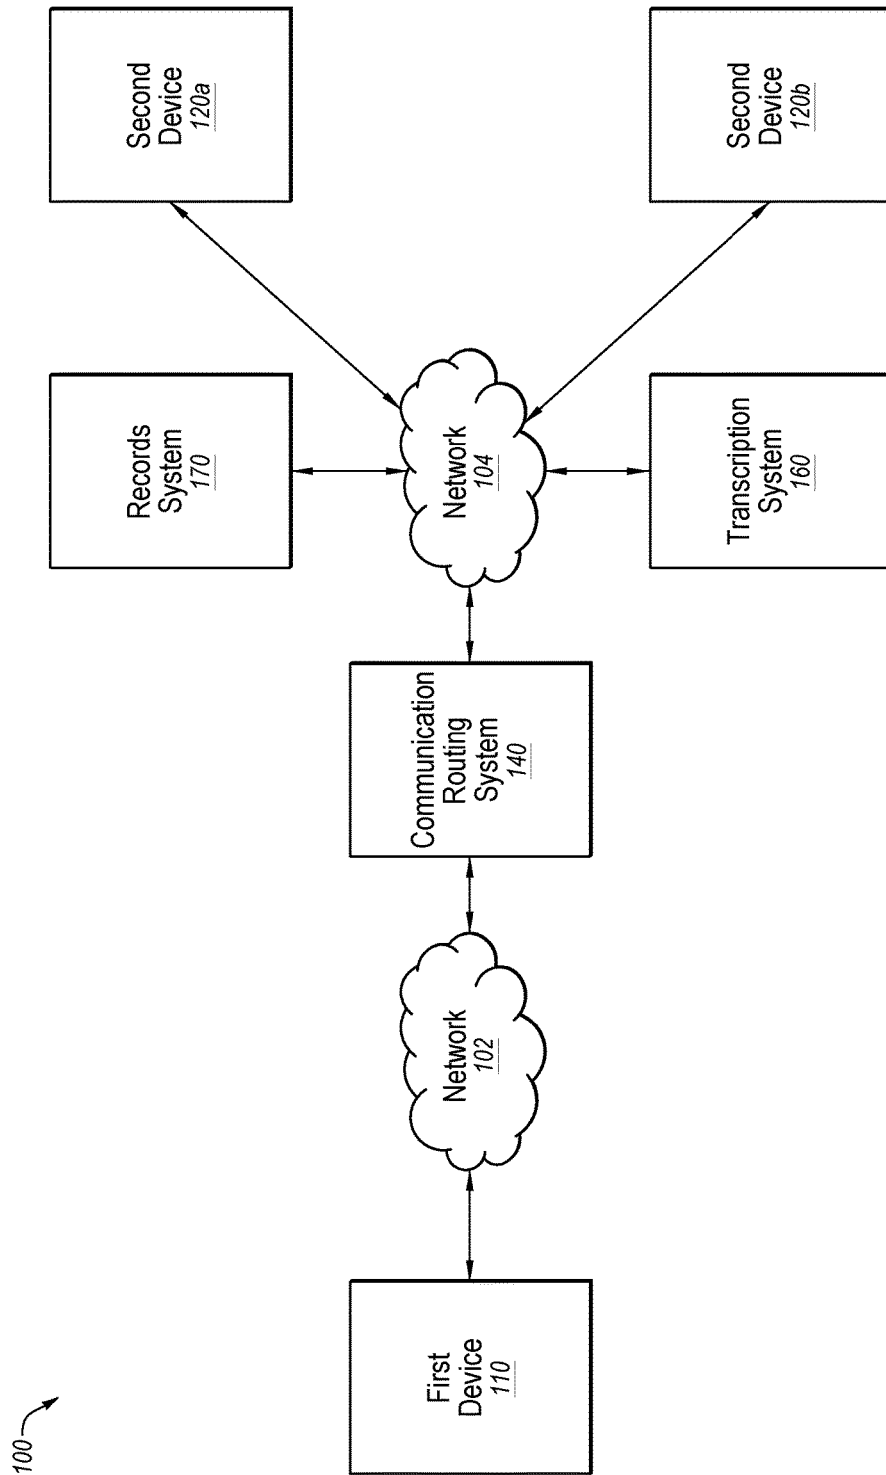 100
First
Device
110
Network
102
Communication
Routing
System
140
Records
System
170
Network
104
Transcription
System
160
Second
Device
120a
Second
Device
120b